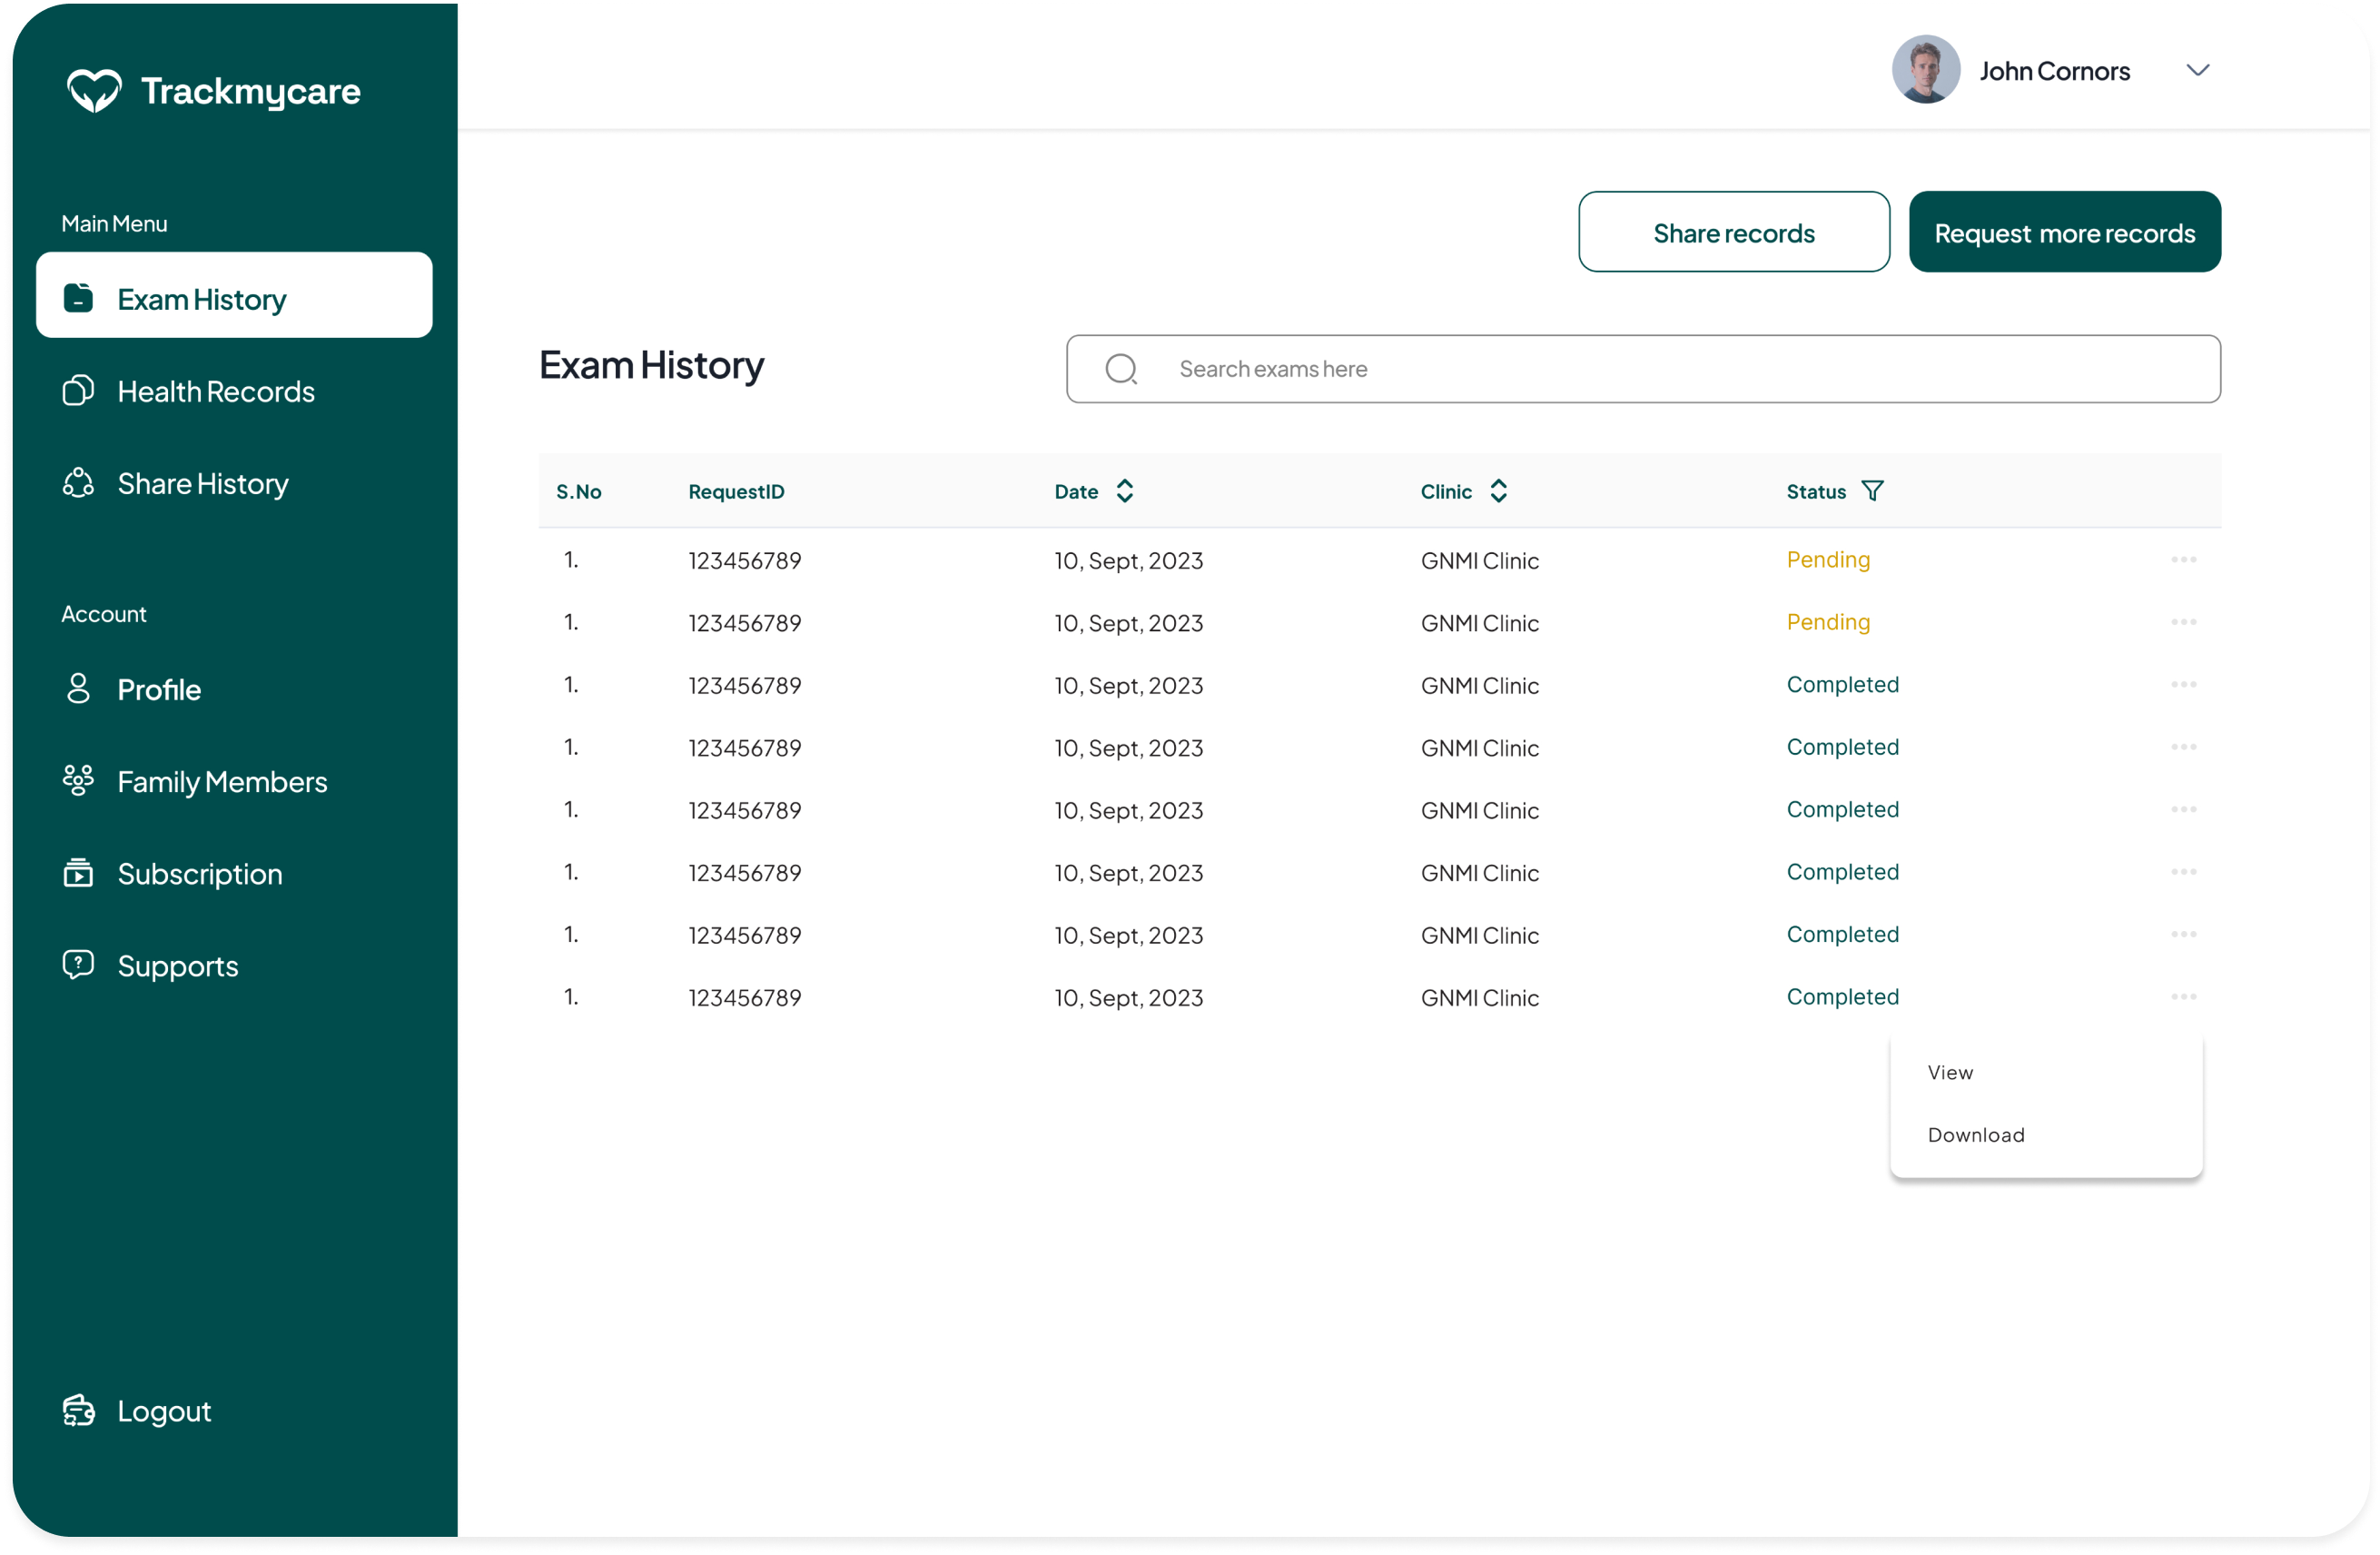 Trackmycare
John Cornors
Main Menu
Exam History
Health Records
Share History
Account
Profile
Family Members
Subscription
Supports
Logout
Share records
Request more records
Exam History
Search exams here
S.No RequestID Date Clinic Status
1. 123456789 10, Sept, 2023 GNMI Clinic Pending
1. 123456789 10, Sept, 2023 GNMI Clinic Pending
1. 123456789 10, Sept, 2023 GNMI Clinic Completed
1. 123456789 10, Sept, 2023 GNMI Clinic Completed
1. 123456789 10, Sept, 2023 GNMI Clinic Completed
1. 123456789 10, Sept, 2023 GNMI Clinic Completed
1. 123456789 10, Sept, 2023 GNMI Clinic Completed
1. 123456789 10, Sept, 2023 GNMI Clinic Completed
View
Download